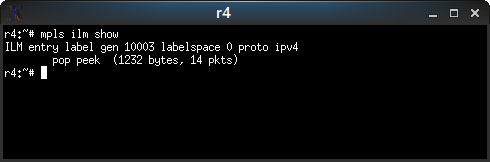 r4
r4:~# mpls ilm show
ILM entry label gen 10003 labelspace 0 proto ipv4
pop peek (1232 bytes, 14 pkts)
r4:~#